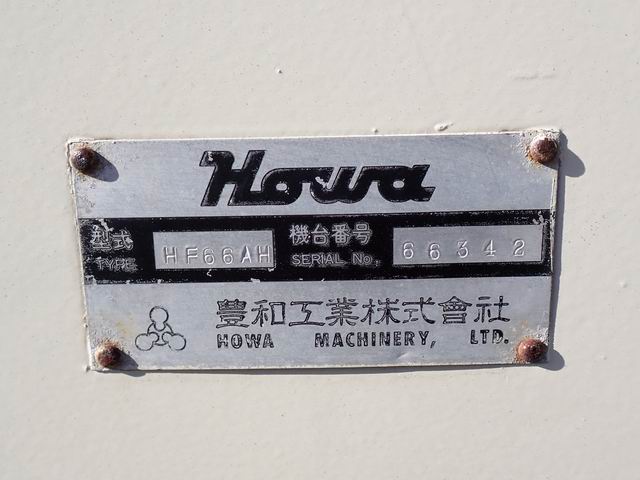 Howa
型式 HF66AH 機台番号 66342
TYPE SERIAL No.
豊和工業株式會社
HOWA MACHINERY, LTD.